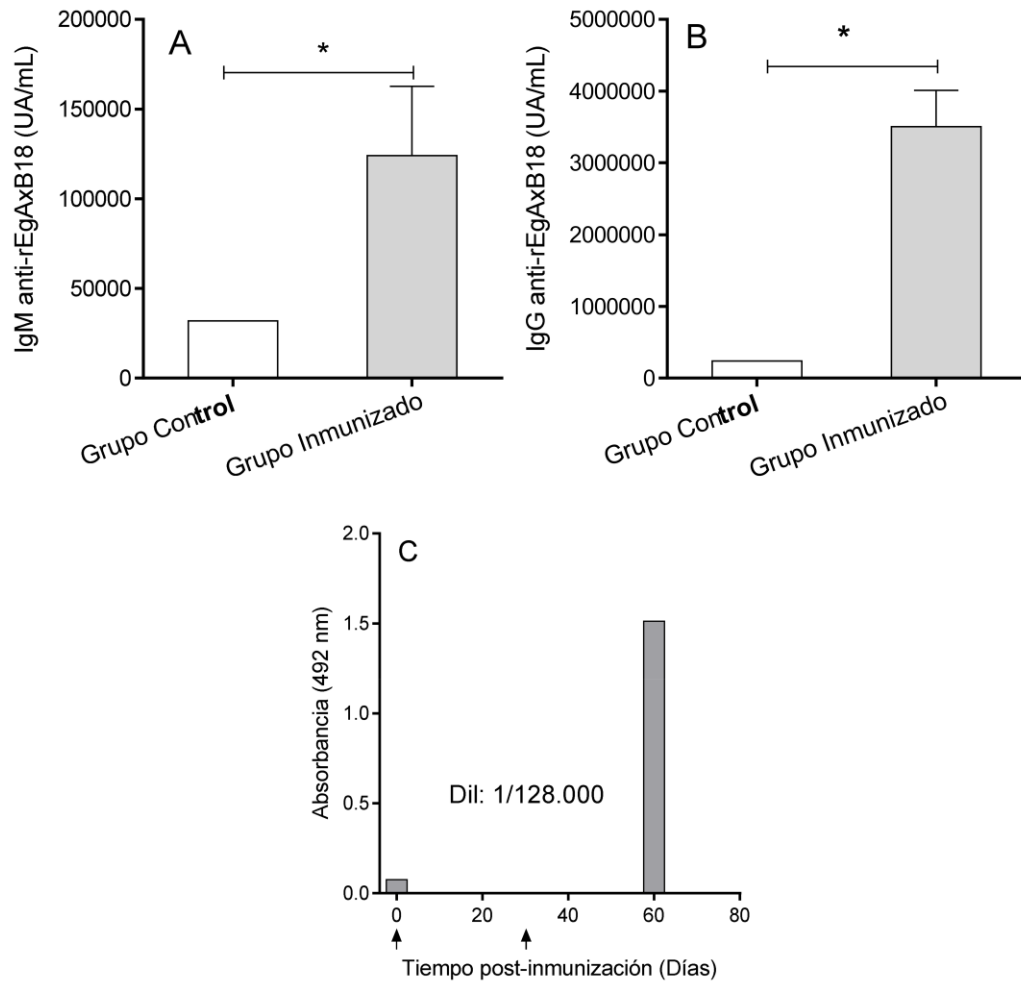 A
*
IgM anti-rEgAxB18 (UA/mL)
200000
150000
100000
50000
0
Grupo Control
Grupo Inmunizado
B
*
IgG anti-rEgAxB18 (UA/mL)
5000000
4000000
3000000
2000000
1000000
0
Grupo Control
Grupo Inmunizado
C
Absorbancia (492 nm)
2.0
1.5
1.0
0.5
0.0
Dil: 1/128.000
0 20 40 60 80
Tiempo post-inmunización (Días)